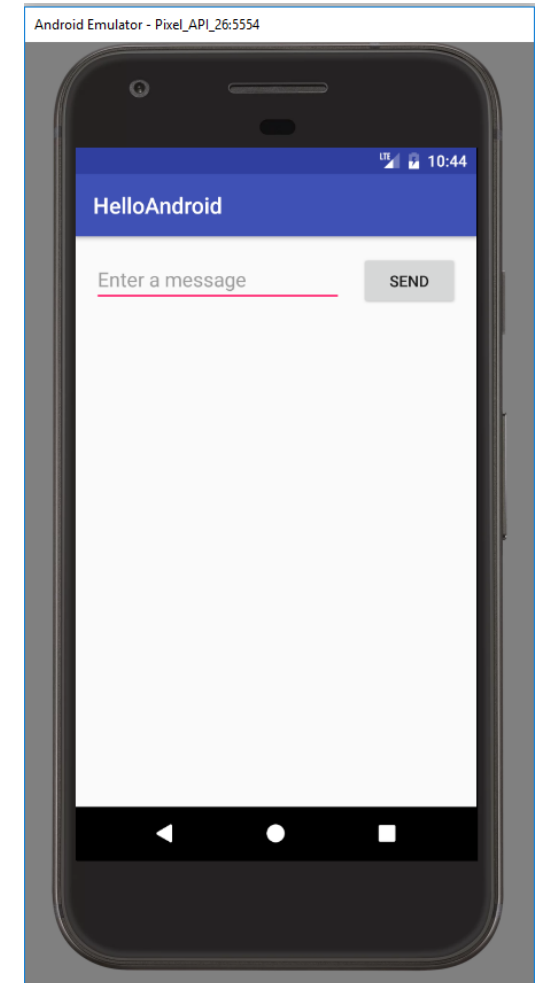 Android Emulator - Pixel_API_26:5554
LTE 10:44
HelloAndroid
Enter a message SEND